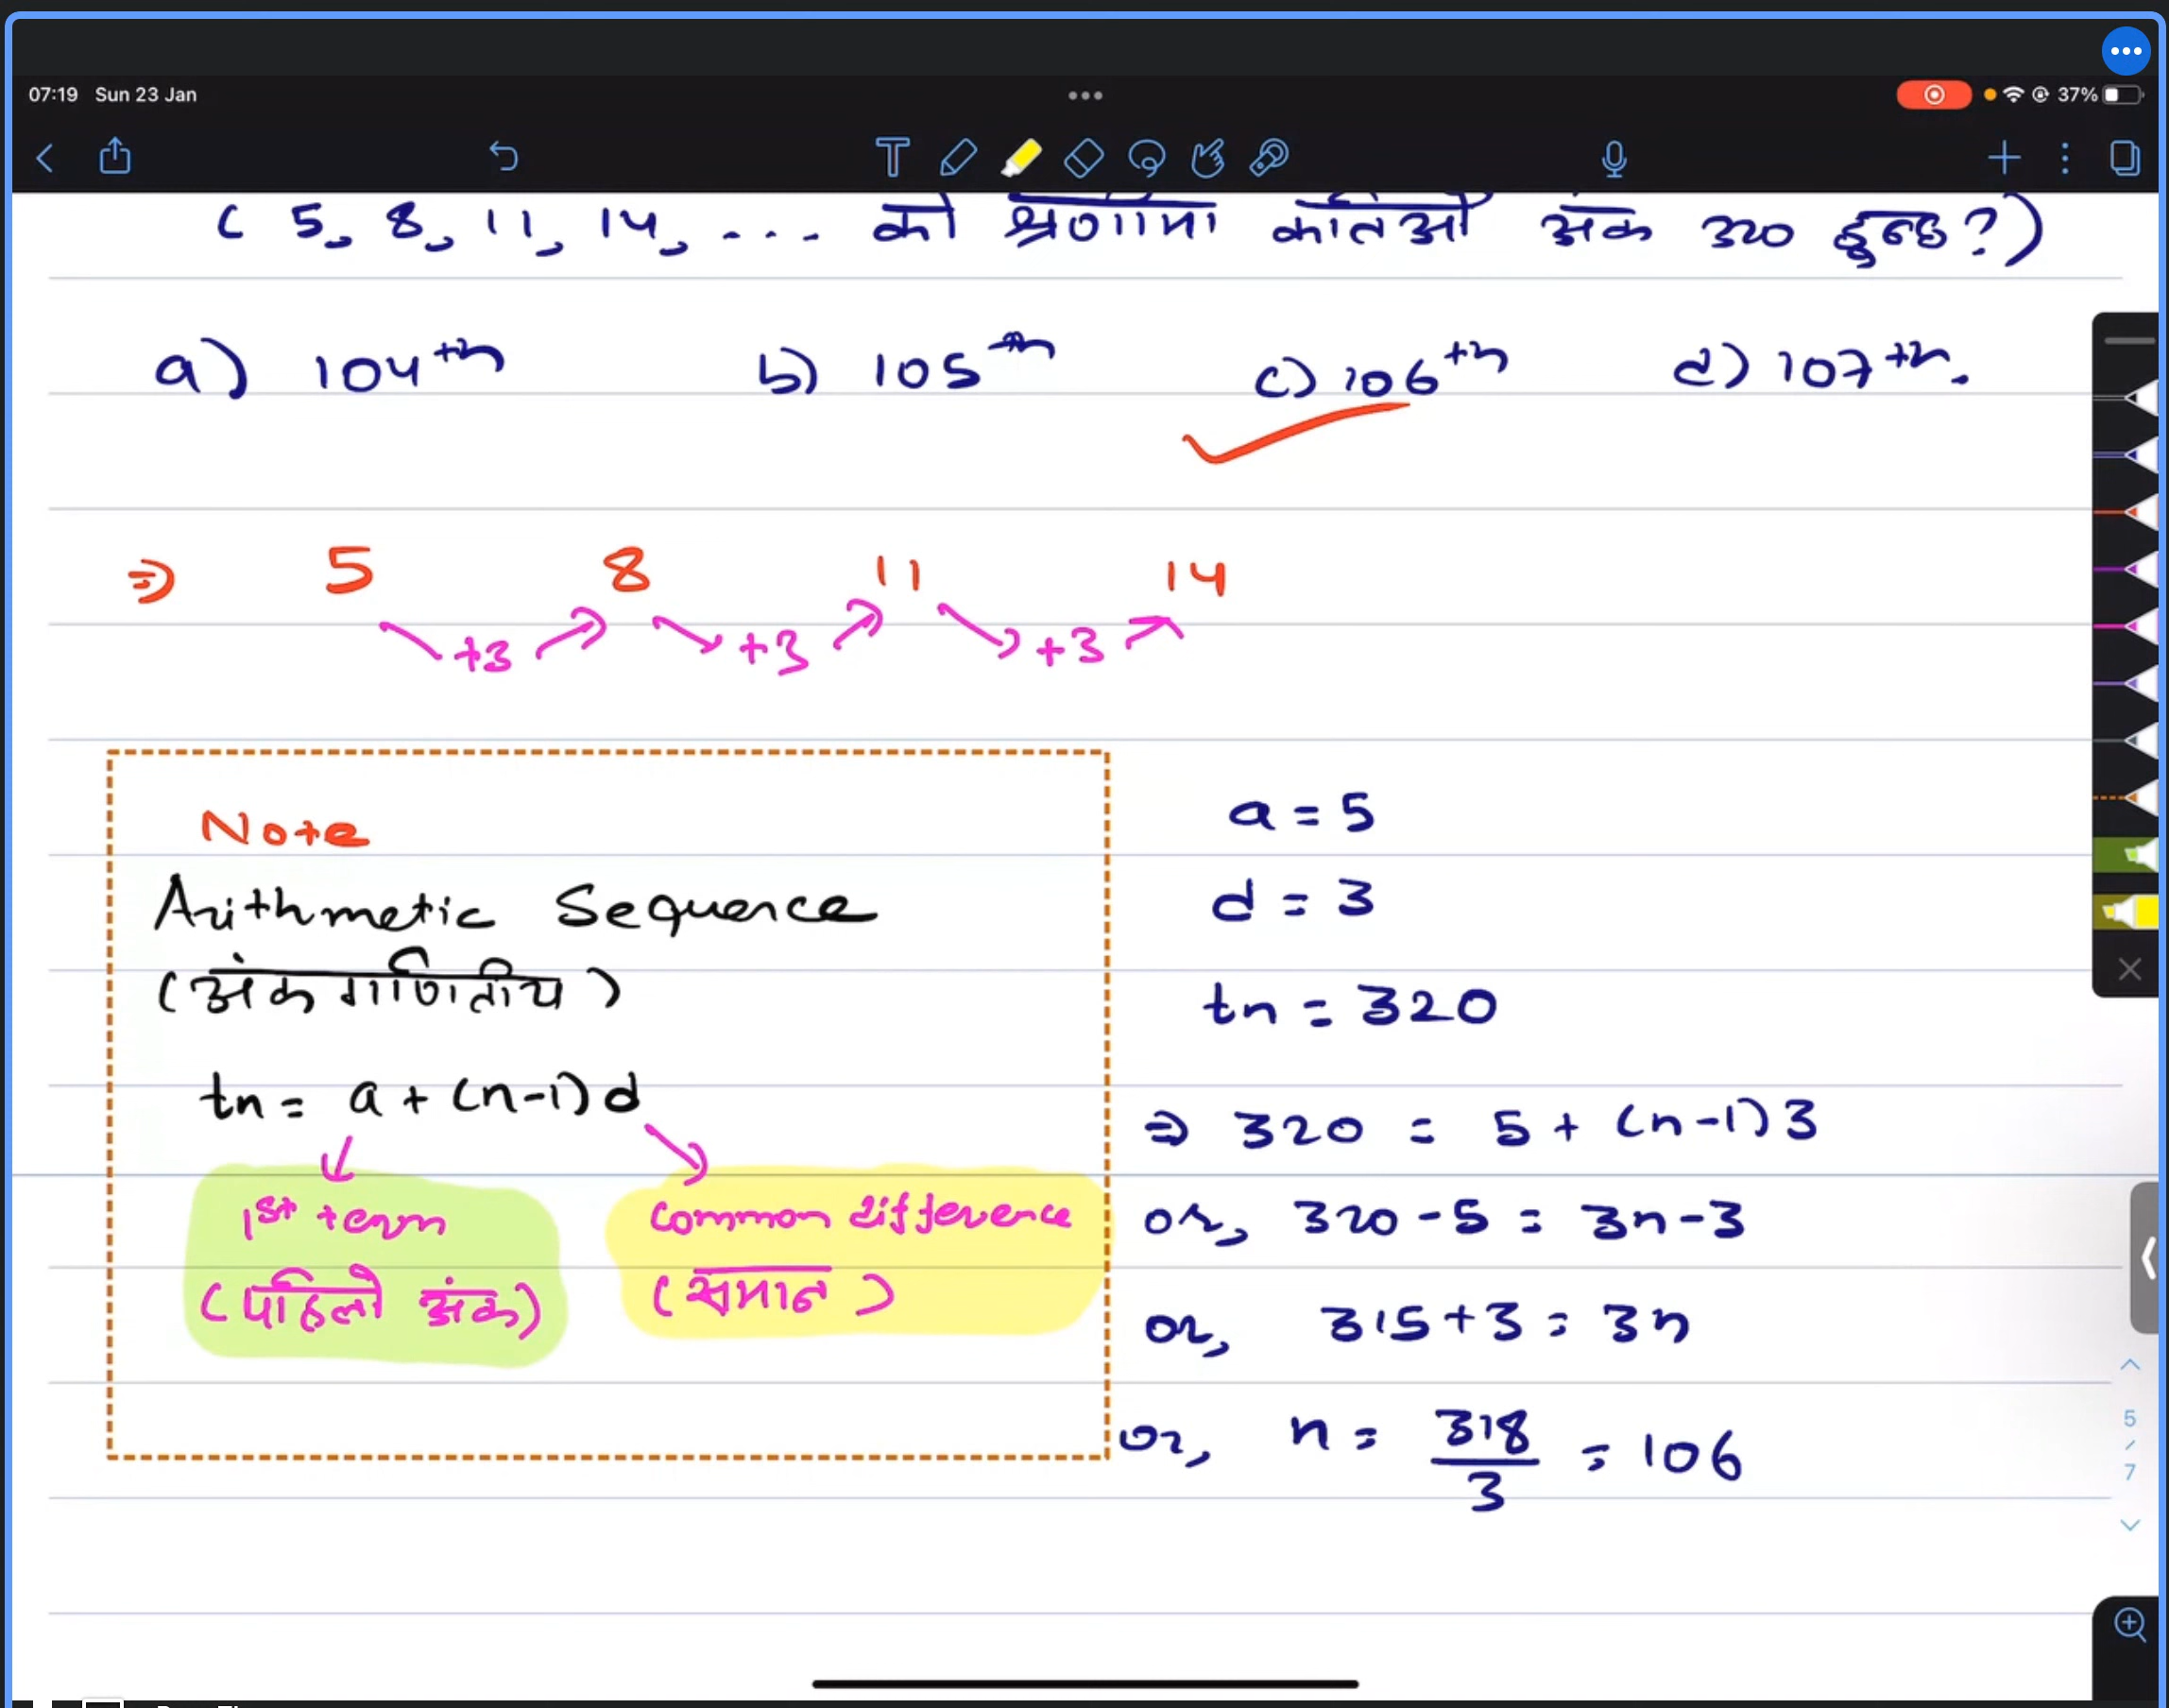 07:19 Sun 23 Jan
37%
( 5, 8, 11, 14, ... को श्रेणीमा कतिऔं अंक 320 हुन्छ ?)
a) 104th b) 105th c) 106th d) 107th.
⇒ 5 8 11 14
+3 +3 +3
Note
Arithmetic Sequence
(अंक गणितीय)
tn = a + (n-1)d
1st term
(पहिलो अंक)
common difference
(समान)
a = 5
d = 3
tn = 320
⇒ 320 = 5 + (n-1)3
or, 320-5 = 3n-3
or, 315+3 = 3n
or, n = 318/3 = 106
5
/
7